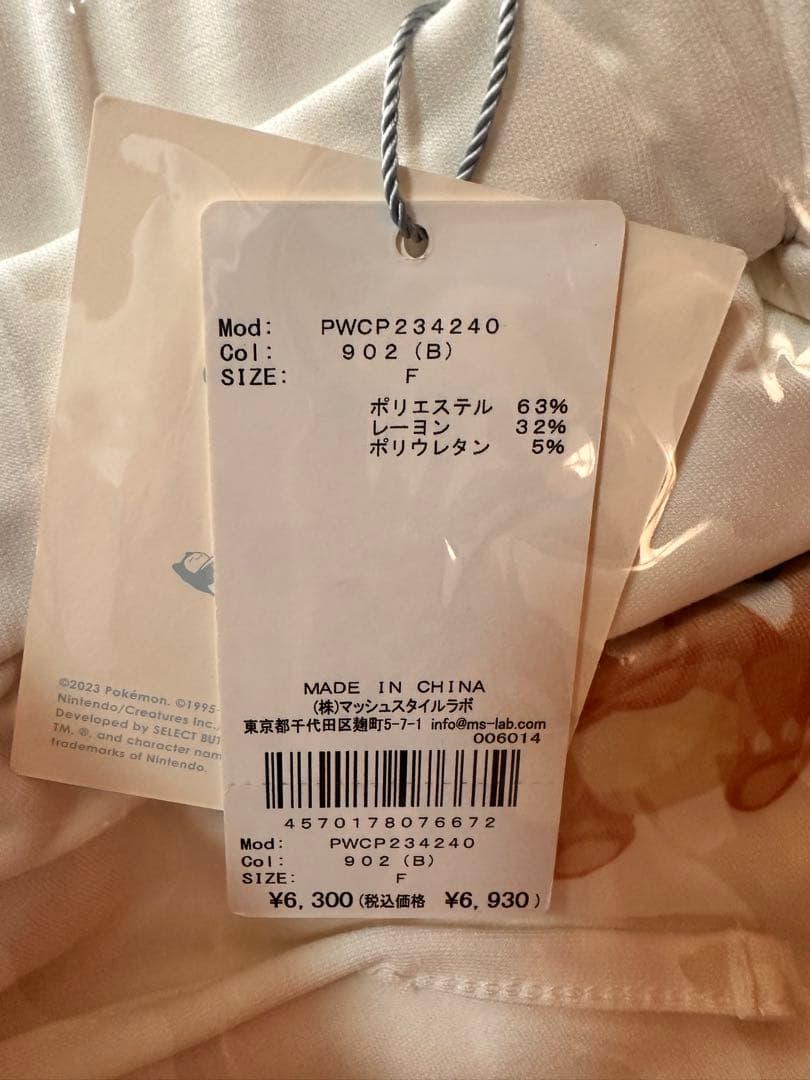 Mod: PWCP234240
Col: 902 (B)
SIZE: F
ポリエステル 63%
レーヨン 32%
ポリウレタン 5%
MADE IN CHINA
(株)マッシュスタイルラボ
東京都千代田区麹町5-7-1 info@ms-lab.com
006014
4570178076672
Mod: PWCP234240
Col: 902 (B)
SIZE: F
¥6,300 (税込価格 ¥6,930)
©2023 Pokémon. ©1995-
Nintendo/Creatures Inc.
Developed by SELECT
TM, ®, and character
trademarks of Nintendo.